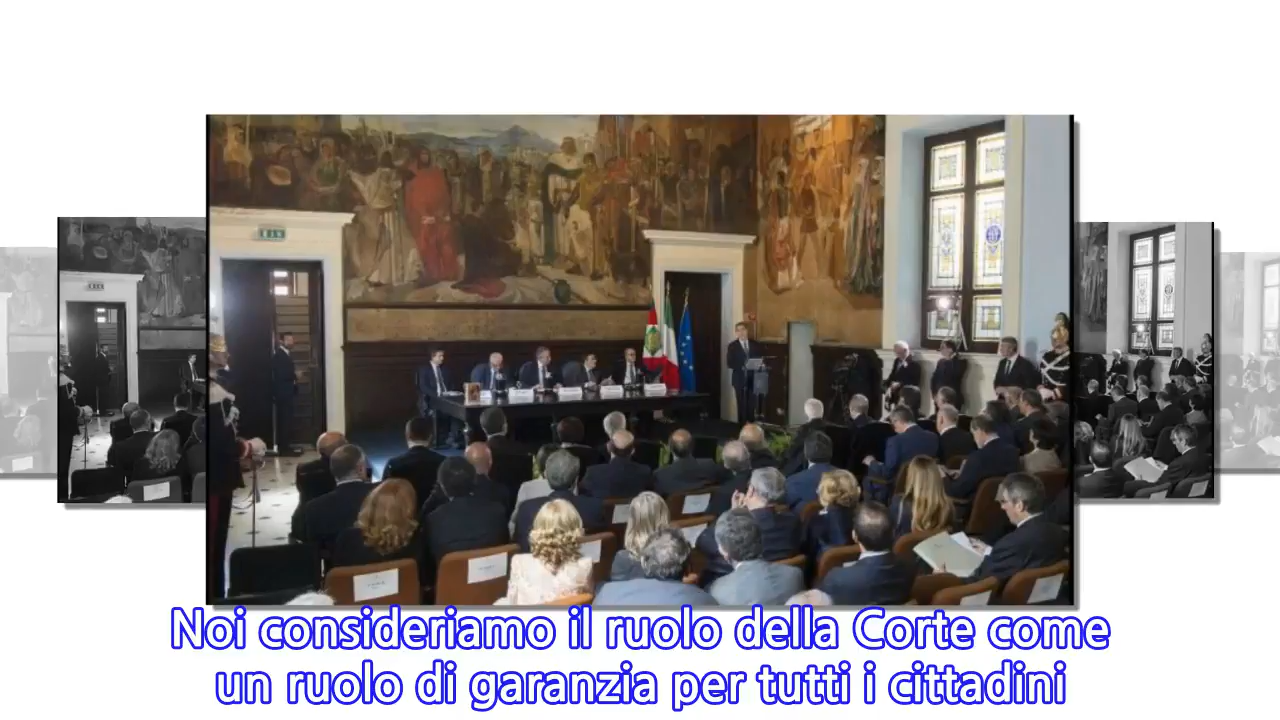 Noi consideriamo il ruolo della Corte come
un ruolo di garanzia per tutti i cittadini